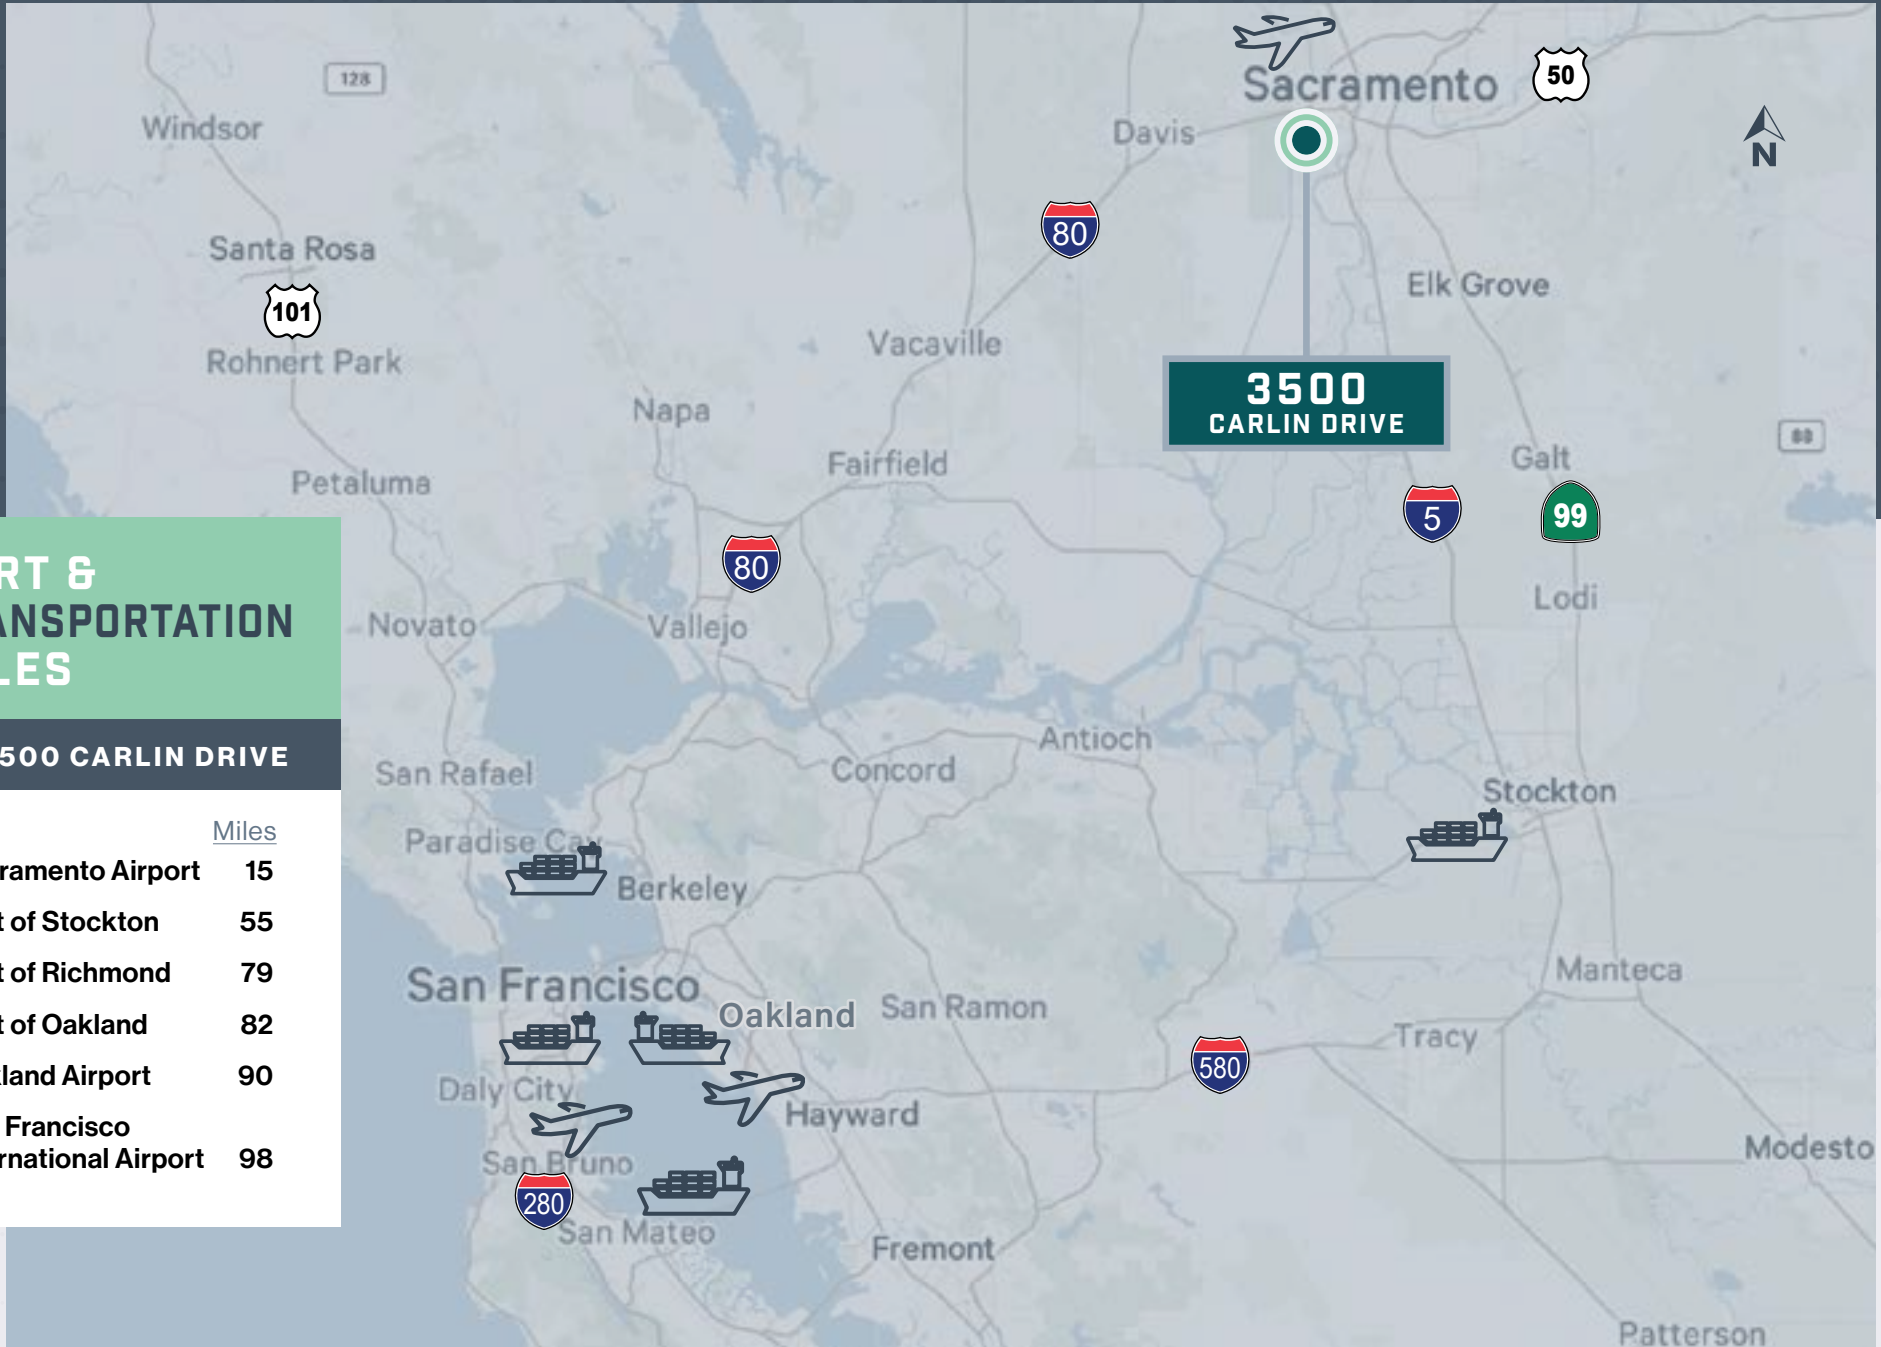 128
50
Sacramento
Windsor
Davis
N
80
Santa Rosa
101
Elk Grove
Rohnert Park
Vacaville
3500
CARLIN DRIVE
Napa
Galt
Fairfield
Petaluma
5
99
80
Lodi
RT &
ANSPORTATION
LES
Novato
Vallejo
500 CARLIN DRIVE
Antioch
San Rafael
Concord
Stockton
Paradise Cay
Berkeley
Miles
ramento Airport 15
t of Stockton 55
t of Richmond 79
t of Oakland 82
land Airport 90
Francisco
rnational Airport 98
San Francisco
Oakland
San Ramon
Manteca
Tracy
580
Daly City
Hayward
Modesto
San Bruno
280
San Mateo
Fremont
Patterson